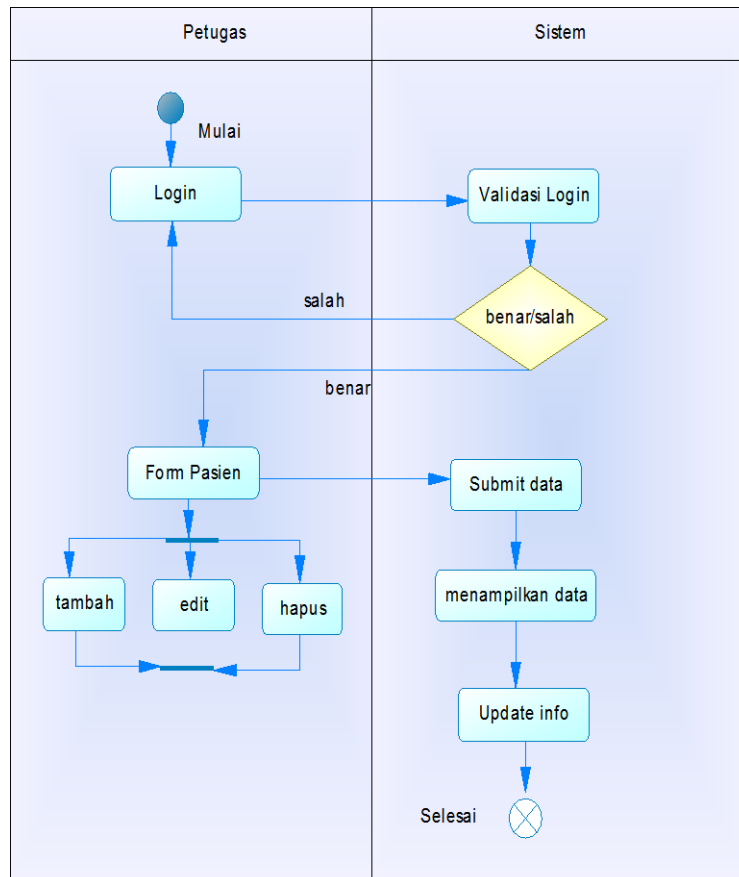 Petugas
Sistem
Mulai
Login
Validasi Login
salah
benar/salah
benar
Form Pasien
Submit data
tambah
edit
hapus
menampilkan data
Update info
Selesai